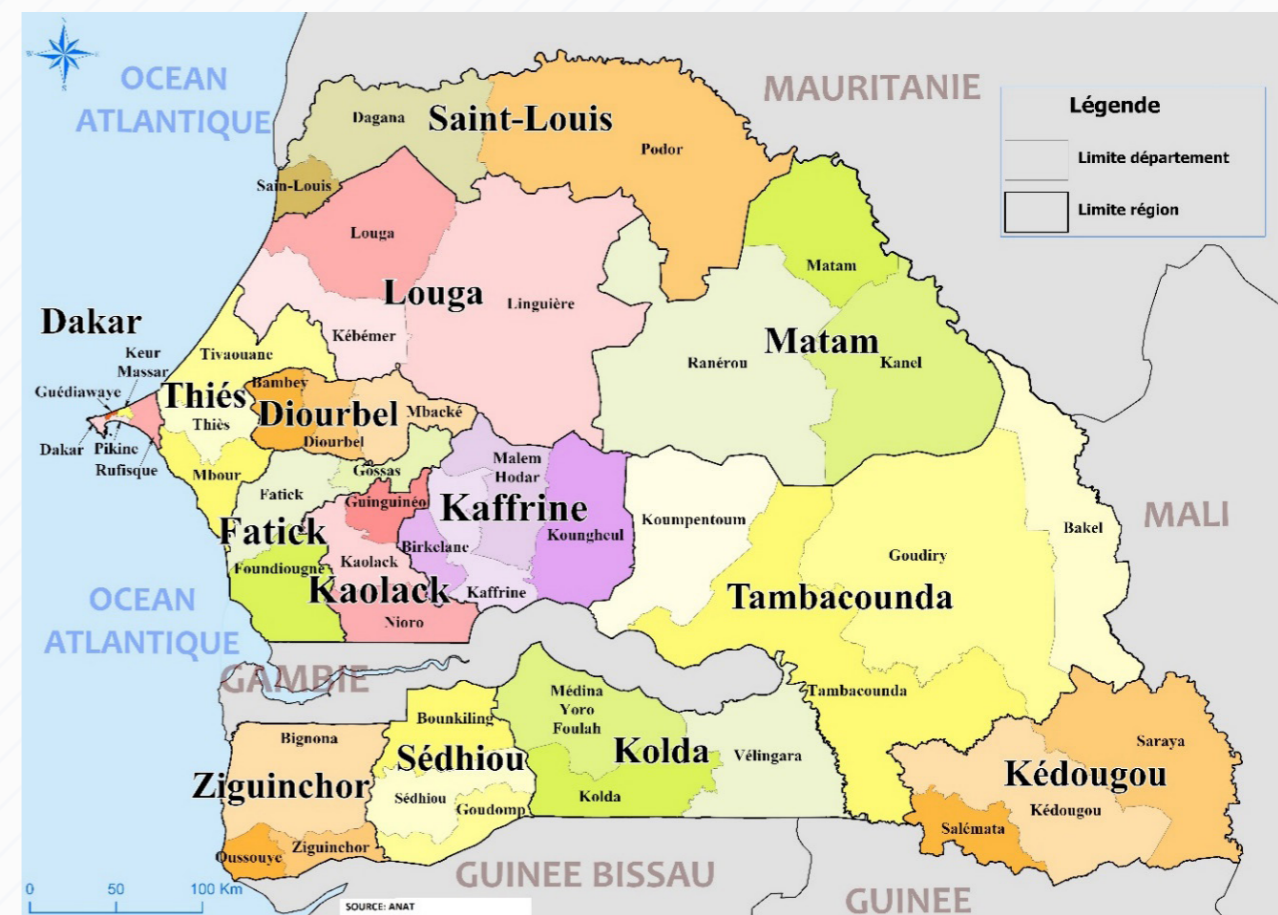 OCEAN
ATLANTIQUE
MAURITANIE
Légende
Limite département
Limite région
Dagana
Saint-Louis
Podor
Sain-Louis
Louga
Matam
Louga
Linguière
Dakar
Kébémer
Ranérou
Matam
Kanel
Tivaouane
Keur
Massar
Guédiawaye
Thiés
Thiès
Bambey
Diourbel
Mbacké
Diourbel
Dakar
Pikine
Rufisque
Mbour
Gossas
Malem
Hodar
Fatick
Guinguinéo
Kaffrine
Koumpentoum
Bakel
MALI
Fatick
Birkelane
Koungheul
Goudiry
Kaolack
Foundiougne
Kaolack
Kaffrine
Tambacounda
OCEAN
ATLANTIQUE
Nioro
GAMBIE
Tambacounda
Médina
Yoro
Foulah
Bounkiling
Bignona
Sédhiou
Kolda
Vélingara
Saraya
Ziguinchor
Kédougou
Sédhiou
Goudomp
Kolda
Kédougou
Salémata
Oussouye
Ziguinchor
GUINEE BISSAU
GUINEE
0 50 100 Km
SOURCE: ANAT